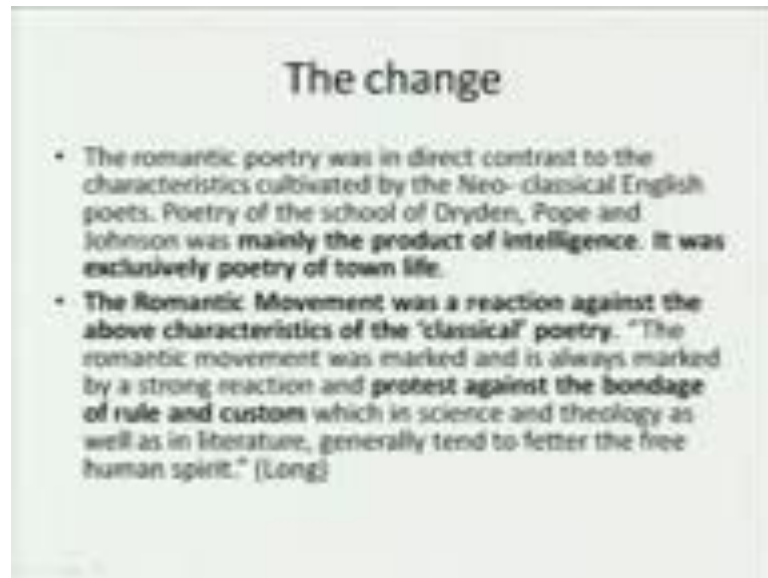 The change
• The romantic poetry was in direct contrast to the
characteristics cultivated by the Neo- classical English
poets. Poetry of the school of Dryden, Pope and
Johnson was mainly the product of intelligence. It was
exclusively poetry of town life.
• The Romantic Movement was a reaction against the
above characteristics of the 'classical' poetry. "The
romantic movement was marked and is always marked
by a strong reaction and protest against the bondage
of rule and custom which in science and theology as
well as in literature, generally tend to fetter the free
human spirit." (Long)